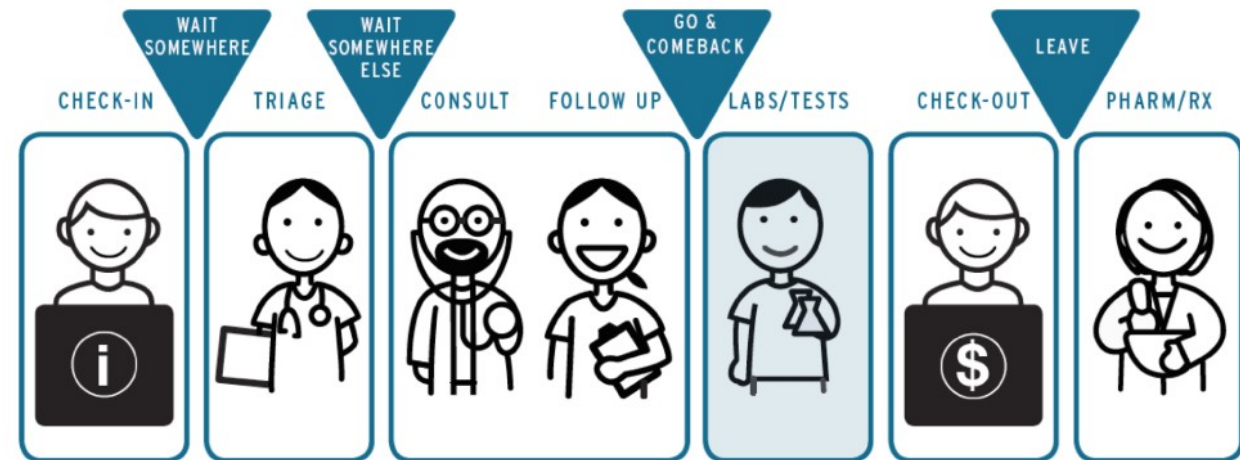 WAIT
SOMEWHERE
WAIT
SOMEWHERE
ELSE
GO &
COMEBACK
LEAVE
CHECK-IN
TRIAGE
CONSULT
FOLLOW UP
LABS/TESTS
CHECK-OUT
PHARM/RX
i
$